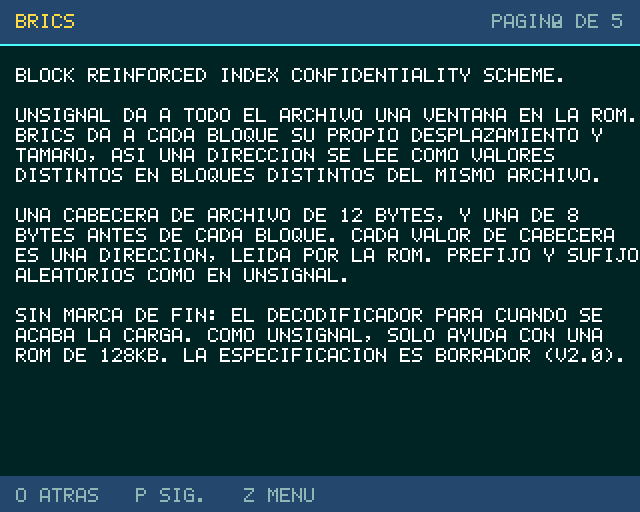 BRICS
PAGINA DE 5
BLOCK REINFORCED INDEX CONFIDENTIALITY SCHEME.
UNSIGNAL DA A TODO EL ARCHIVO UNA VENTANA EN LA ROM.
BRICS DA A CADA BLOQUE SU PROPIO DESPLAZAMIENTO Y
TAMAÑO, ASI UNA DIRECCION SE LEE COMO VALORES
DISTINTOS EN BLOQUES DISTINTOS DEL MISMO ARCHIVO.
UNA CABECERA DE ARCHIVO DE 12 BYTES, Y UNA DE 8
BYTES ANTES DE CADA BLOQUE. CADA VALOR DE CABECERA
ES UNA DIRECCION, LEIDA POR LA ROM. PREFIJO Y SUFIJO
ALEATORIOS COMO EN UNSIGNAL.
SIN MARCA DE FIN: EL DECODIFICADOR PARA CUANDO SE
ACABA LA CARGA. COMO UNSIGNAL, SOLO AYUDA CON UNA
ROM DE 128KB. LA ESPECIFICACION ES BORRADOR (V2.0).
O ATRAS P SIG. Z MENU